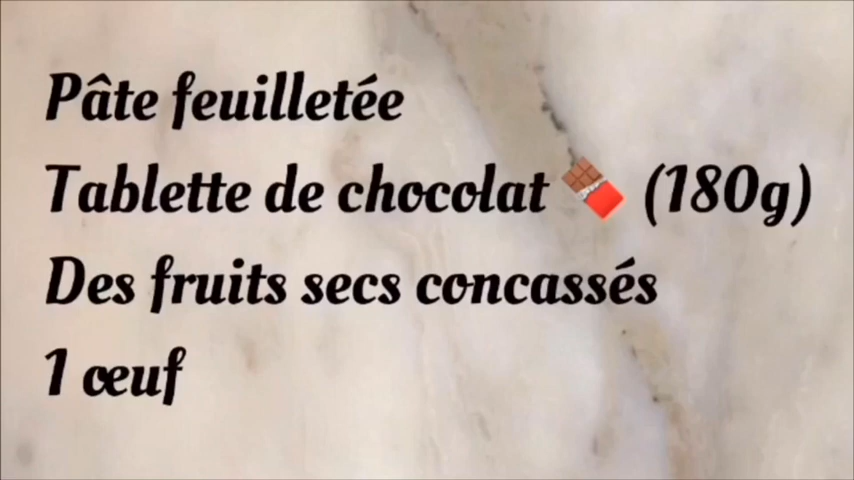 Pâte feuilletée
Tablette de chocolat 🍫 (180g)
Des fruits secs concassés
1 œuf